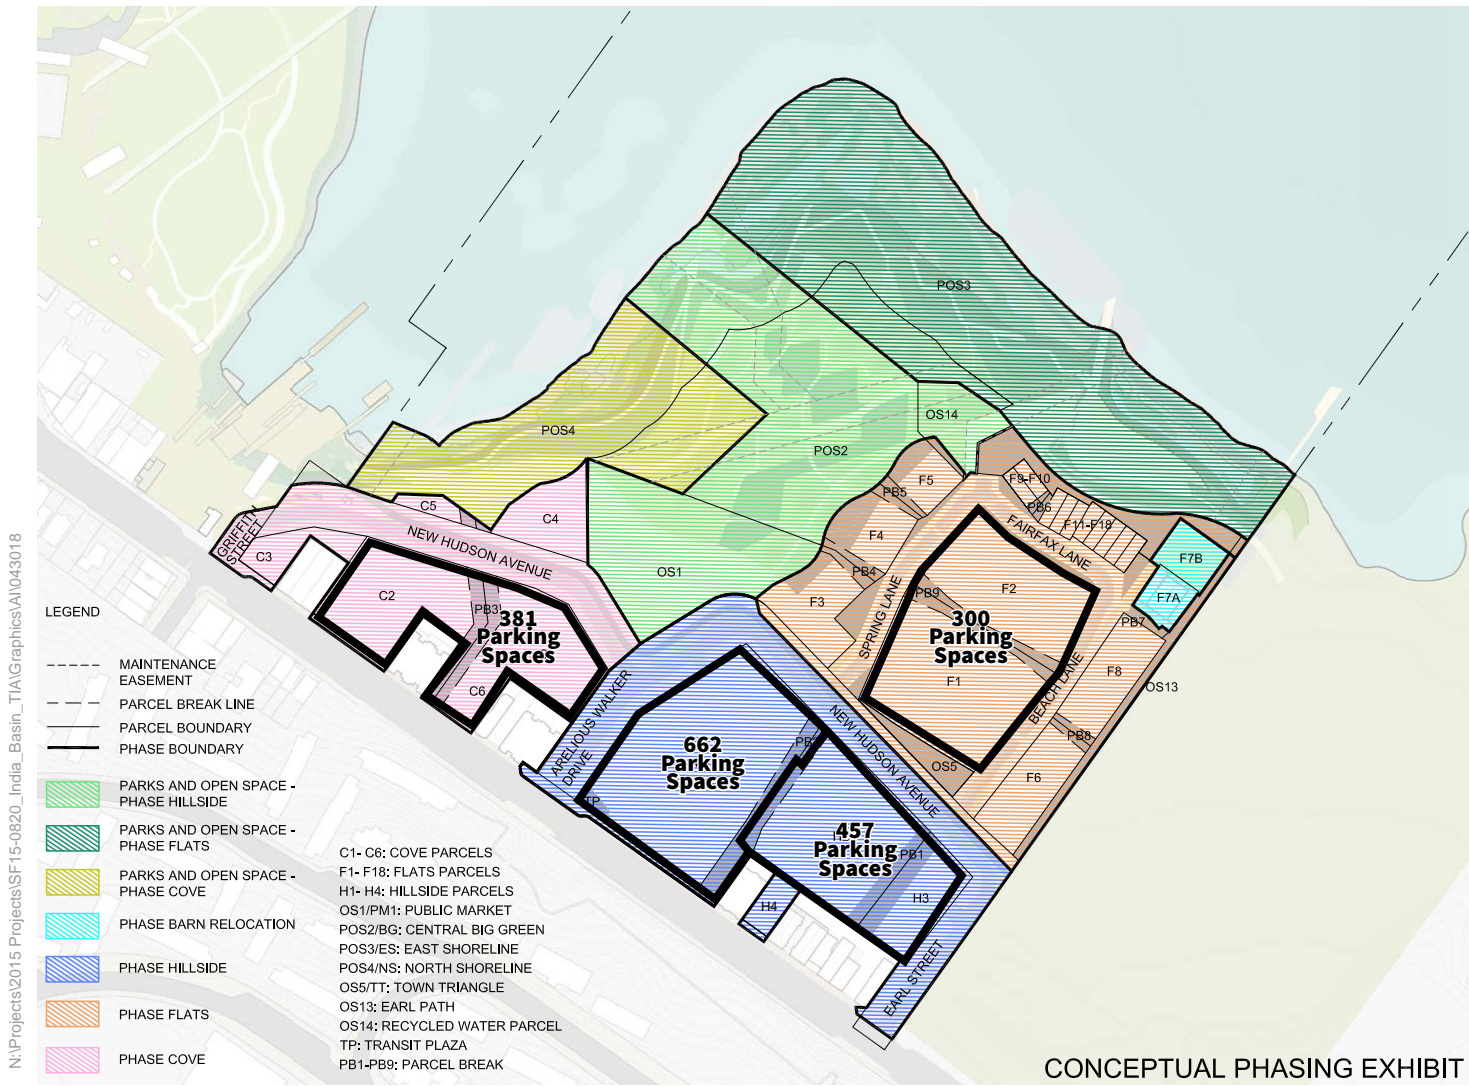 N:\Projects\2015 Projects\SF15-0820_India_Basin_TIA\Graphics\AI\043018
POS3
OS14
POS4
POS2
F5
F9-F10
PB5
PB6
F11-F18
C5
C4
F4
FAIRFAX LANE
GRIFFITH
STREET
C3
NEW HUDSON AVENUE
OS1
PB4
F7B
F7A
C2
PB3
F3
SPRING LANE
PB9
F2
PB7
381
Parking
Spaces
300
Parking
Spaces
F1
BEACH LANE
F8
OS13
C6
ARELIOUS WALKER
DRIVE
NEW HUDSON AVENUE
PB8
662
Parking
Spaces
OS5
F6
TP
457
Parking
Spaces
PB1
H3
H4
EARL STREET
LEGEND
MAINTENANCE
EASEMENT
PARCEL BREAK LINE
PARCEL BOUNDARY
PHASE BOUNDARY
PARKS AND OPEN SPACE -
PHASE HILLSIDE
PARKS AND OPEN SPACE -
PHASE FLATS
PARKS AND OPEN SPACE -
PHASE COVE
PHASE BARN RELOCATION
PHASE HILLSIDE
PHASE FLATS
PHASE COVE
C1- C6: COVE PARCELS
F1- F18: FLATS PARCELS
H1- H4: HILLSIDE PARCELS
OS1/PM1: PUBLIC MARKET
POS2/BG: CENTRAL BIG GREEN
POS3/ES: EAST SHORELINE
POS4/NS: NORTH SHORELINE
OS5/TT: TOWN TRIANGLE
OS13: EARL PATH
OS14: RECYCLED WATER PARCEL
TP: TRANSIT PLAZA
PB1-PB9: PARCEL BREAK
CONCEPTUAL PHASING EXHIBIT